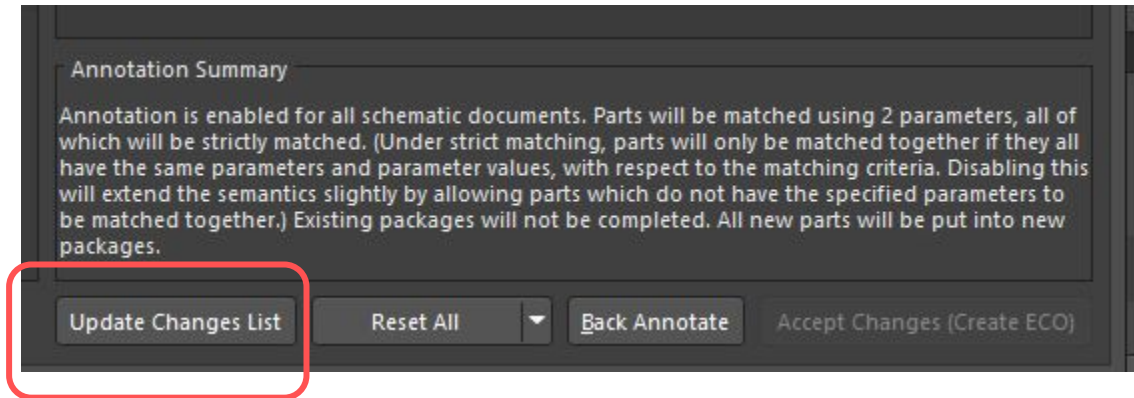 Annotation Summary
Annotation is enabled for all schematic documents. Parts will be matched using 2 parameters, all of
which will be strictly matched. (Under strict matching, parts will only be matched together if they all
have the same parameters and parameter values, with respect to the matching criteria. Disabling this
will extend the semantics slightly by allowing parts which do not have the specified parameters to
be matched together.) Existing packages will not be completed. All new parts will be put into new
packages.
Update Changes List
Reset All
Back Annotate
Accept Changes (Create ECO)